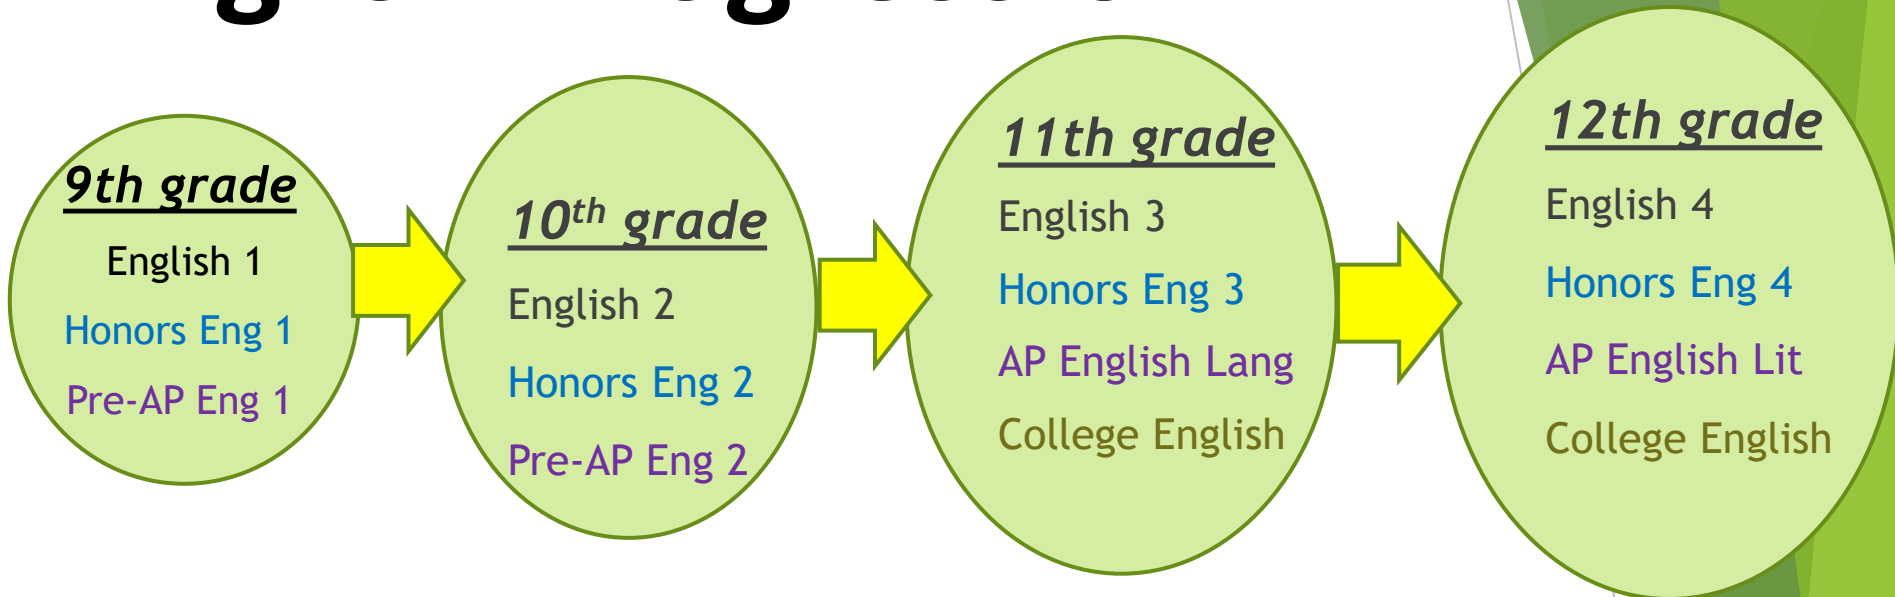 9th grade
English 1
Honors Eng 1
Pre-AP Eng 1
10th grade
English 2
Honors Eng 2
Pre-AP Eng 2
11th grade
English 3
Honors Eng 3
AP English Lang
College English
12th grade
English 4
Honors Eng 4
AP English Lit
College English